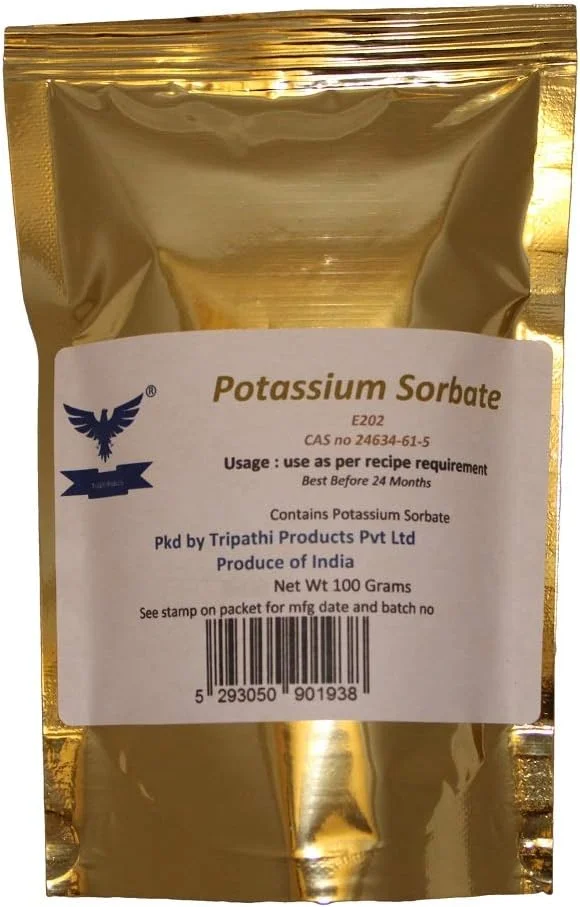 ®
Potassium Sorbate
E202
CAS no 24634-61-5
Usage : use as per recipe requirement
Best Before 24 Months
Contains Potassium Sorbate
Pkd by Tripathi Products Pvt Ltd
Produce of India
Net Wt 100 Grams
See stamp on packet for mfg date and batch no
5 293050 901938